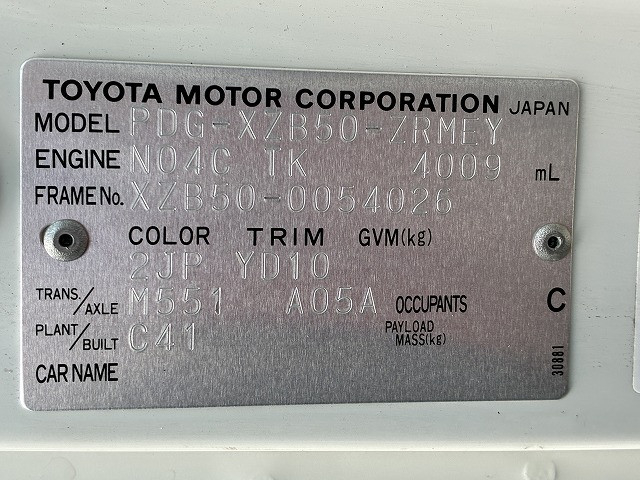 TOYOTA MOTOR CORPORATION JAPAN
MODEL PDG-XZB50-ZRMEY
ENGINE N04C TK 4009 mL
FRAME No. XZB50-0054026
COLOR TRIM GVM(kg)
2JP YD10
TRANS./AXLE M551 A05A OCCUPANTS C
PLANT/BUILT C41 PAYLOAD MASS(kg)
CAR NAME
30881